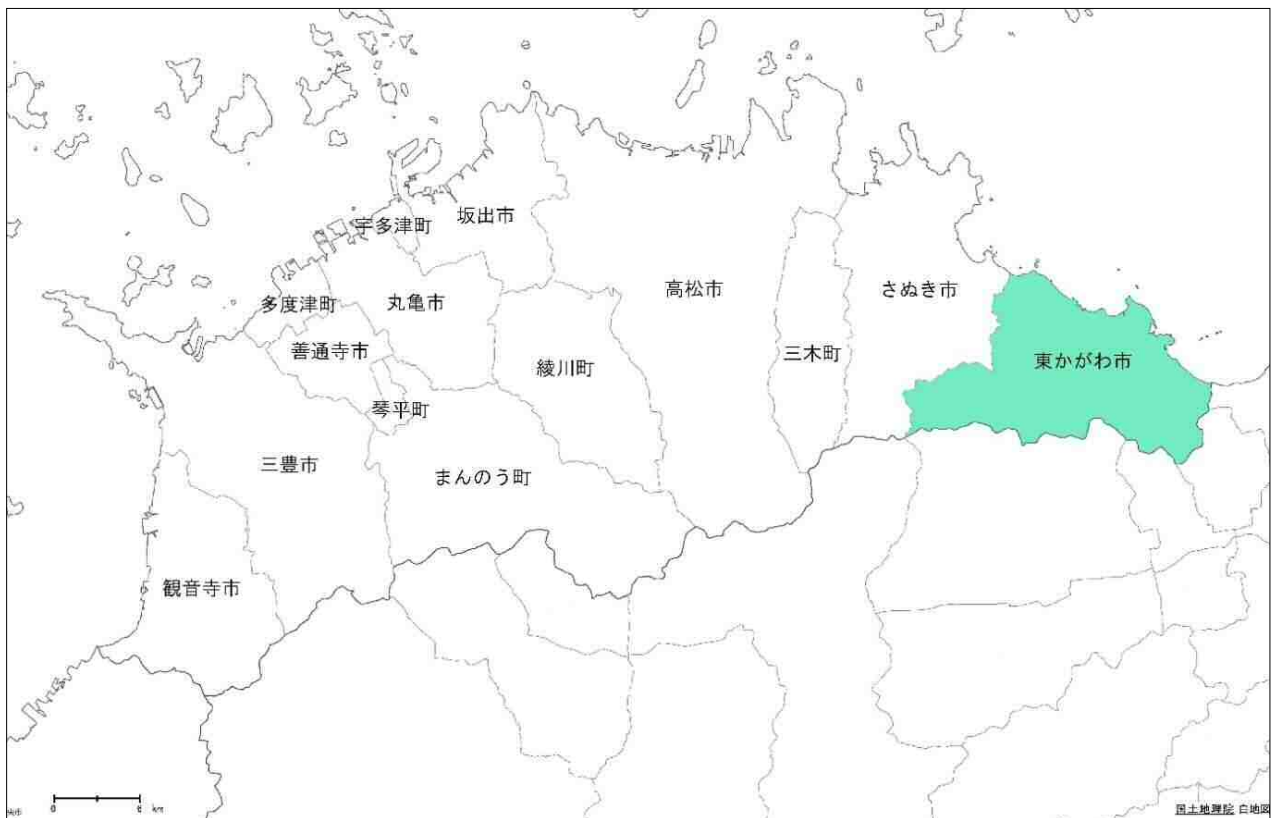 坂出市
宇多津町
高松市
さぬき市
多度津町
丸亀市
善通寺市
綾川町
三木町
東かがわ市
琴平町
三豊市
まんのう町
観音寺市
0 6 km
国土地理院 白地図